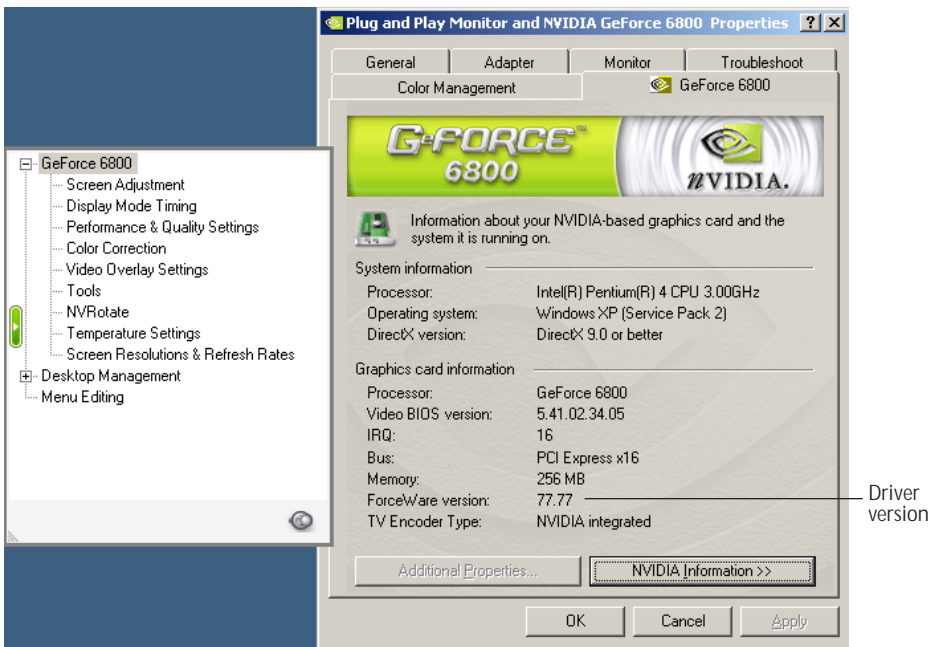 Plug and Play Monitor and NVIDIA GeForce 6800 Properties
General Adapter Monitor Troubleshoot
Color Management GeForce 6800
GEFORCE™
6800
nVIDIA.
Information about your NVIDIA-based graphics card and the
system it is running on.
System information
Processor: Intel(R) Pentium(R) 4 CPU 3.00GHz
Operating system: Windows XP (Service Pack 2)
DirectX version: DirectX 9.0 or better
Graphics card information
Processor: GeForce 6800
Video BIOS version: 5.41.02.34.05
IRQ: 16
Bus: PCI Express x16
Memory: 256 MB
ForceWare version: 77.77
TV Encoder Type: NVIDIA integrated
Additional Properties...
NVIDIA Information >>
OK
Cancel
Apply
GeForce 6800
Screen Adjustment
Display Mode Timing
Performance & Quality Settings
Color Correction
Video Overlay Settings
Tools
NVRotate
Temperature Settings
Screen Resolutions & Refresh Rates
Desktop Management
Menu Editing
Driver
version